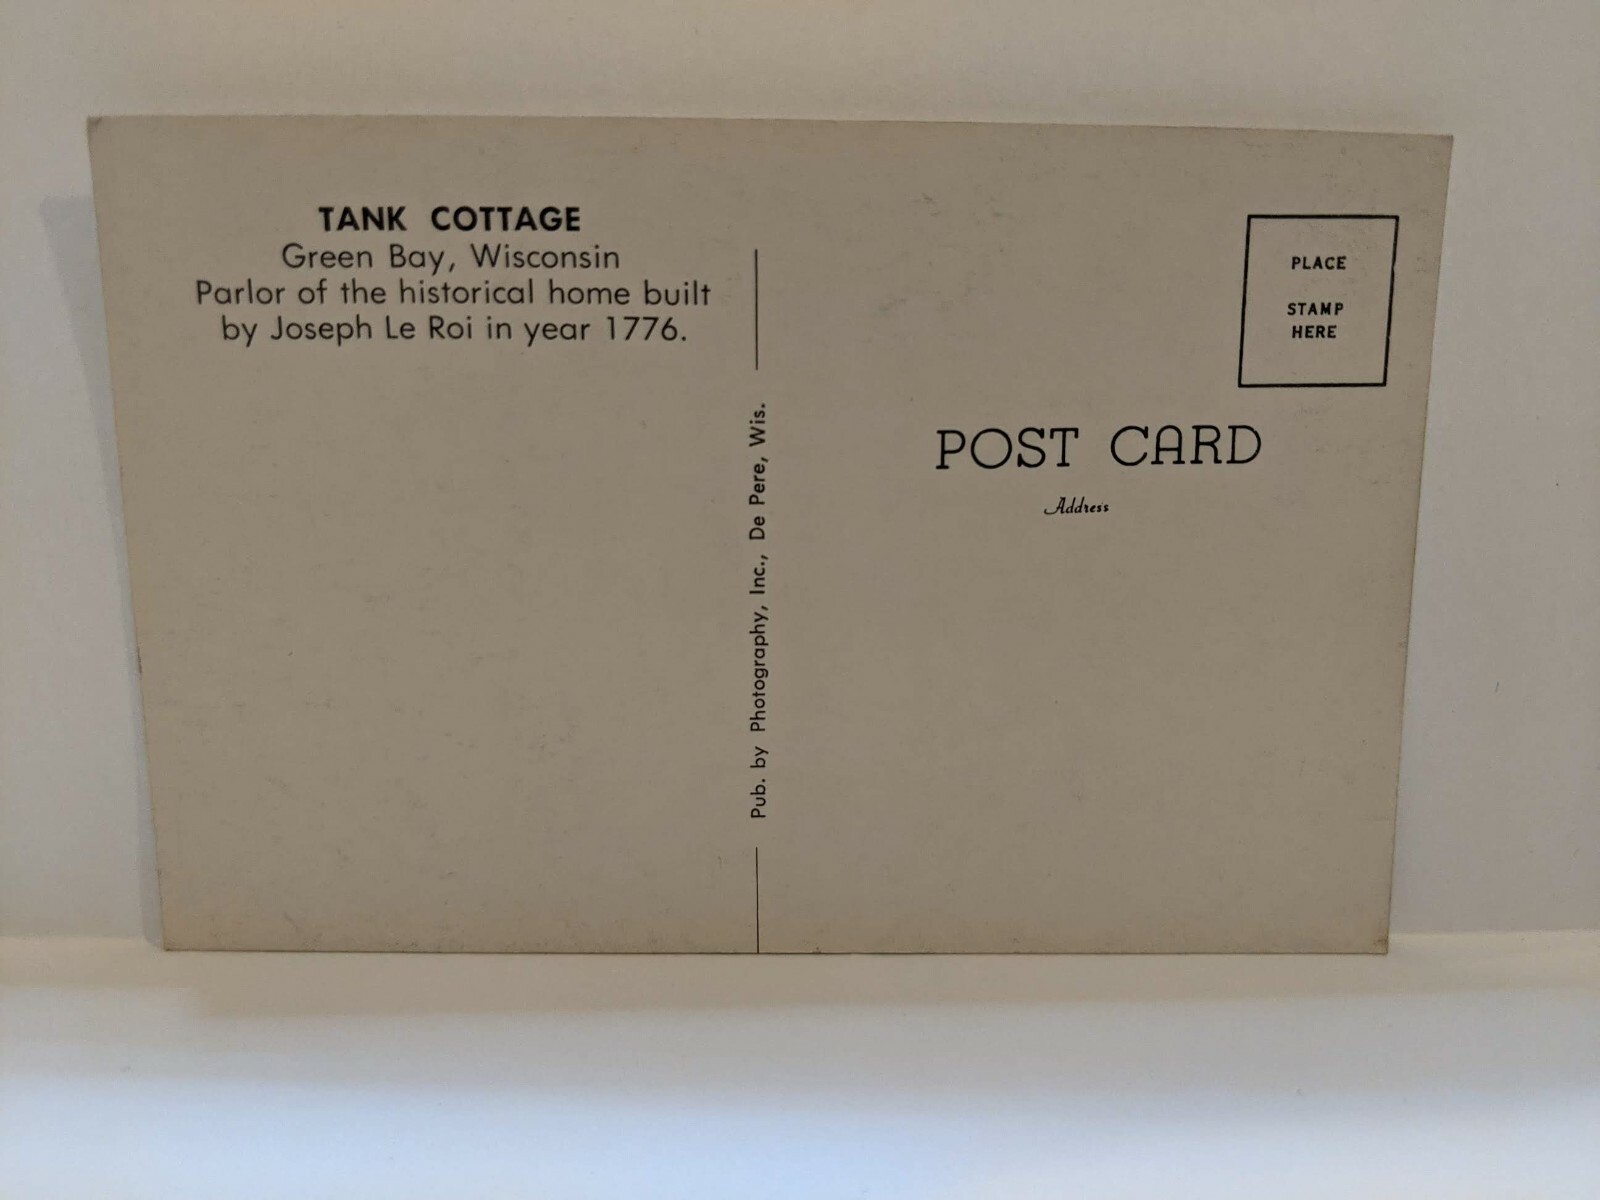 TANK COTTAGE
Green Bay, Wisconsin
Parlor of the historical home built
by Joseph Le Roi in year 1776.
Pub. by Photography, Inc., De Pere, Wis.
PLACE
STAMP
HERE
POST CARD
Address